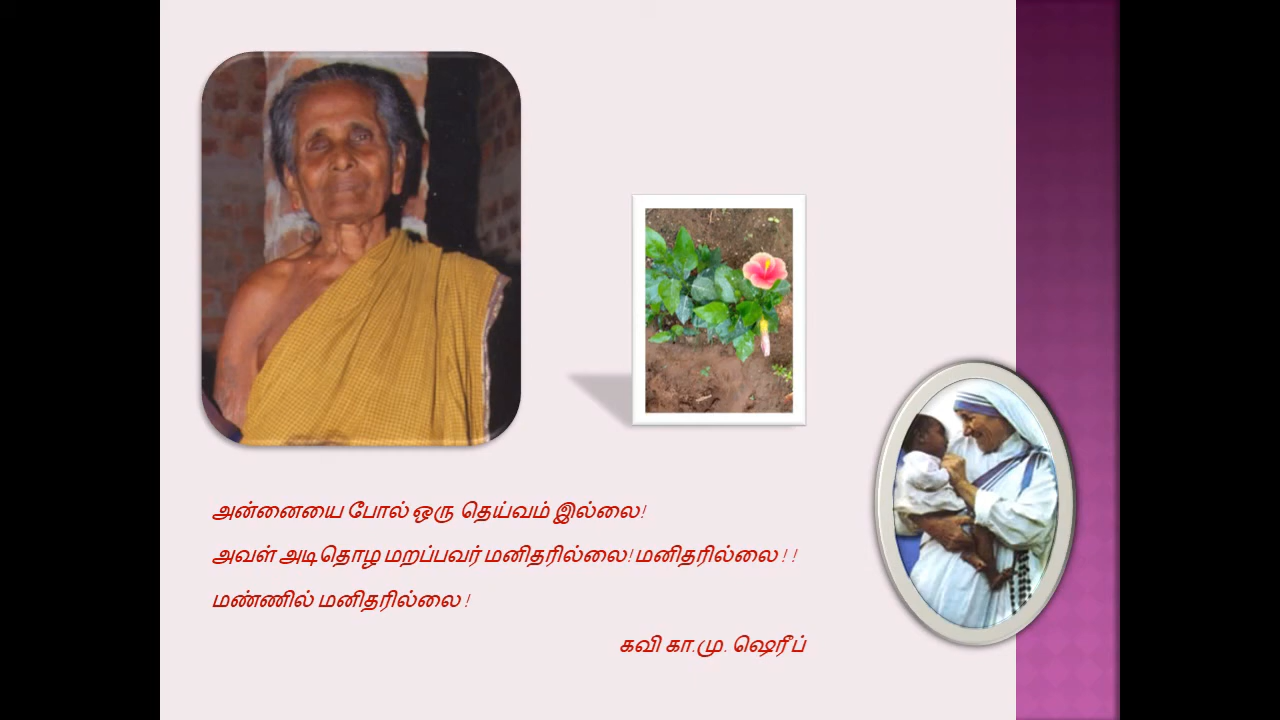 அன்னையை போல் ஒரு தெய்வம் இல்லை!
அவள் அடிதொழ மறப்பவர் மனிதரில்லை! மனிதரில்லை ! !
மண்ணில் மனிதரில்லை !
கவி கா.மு. ஷெரீப்